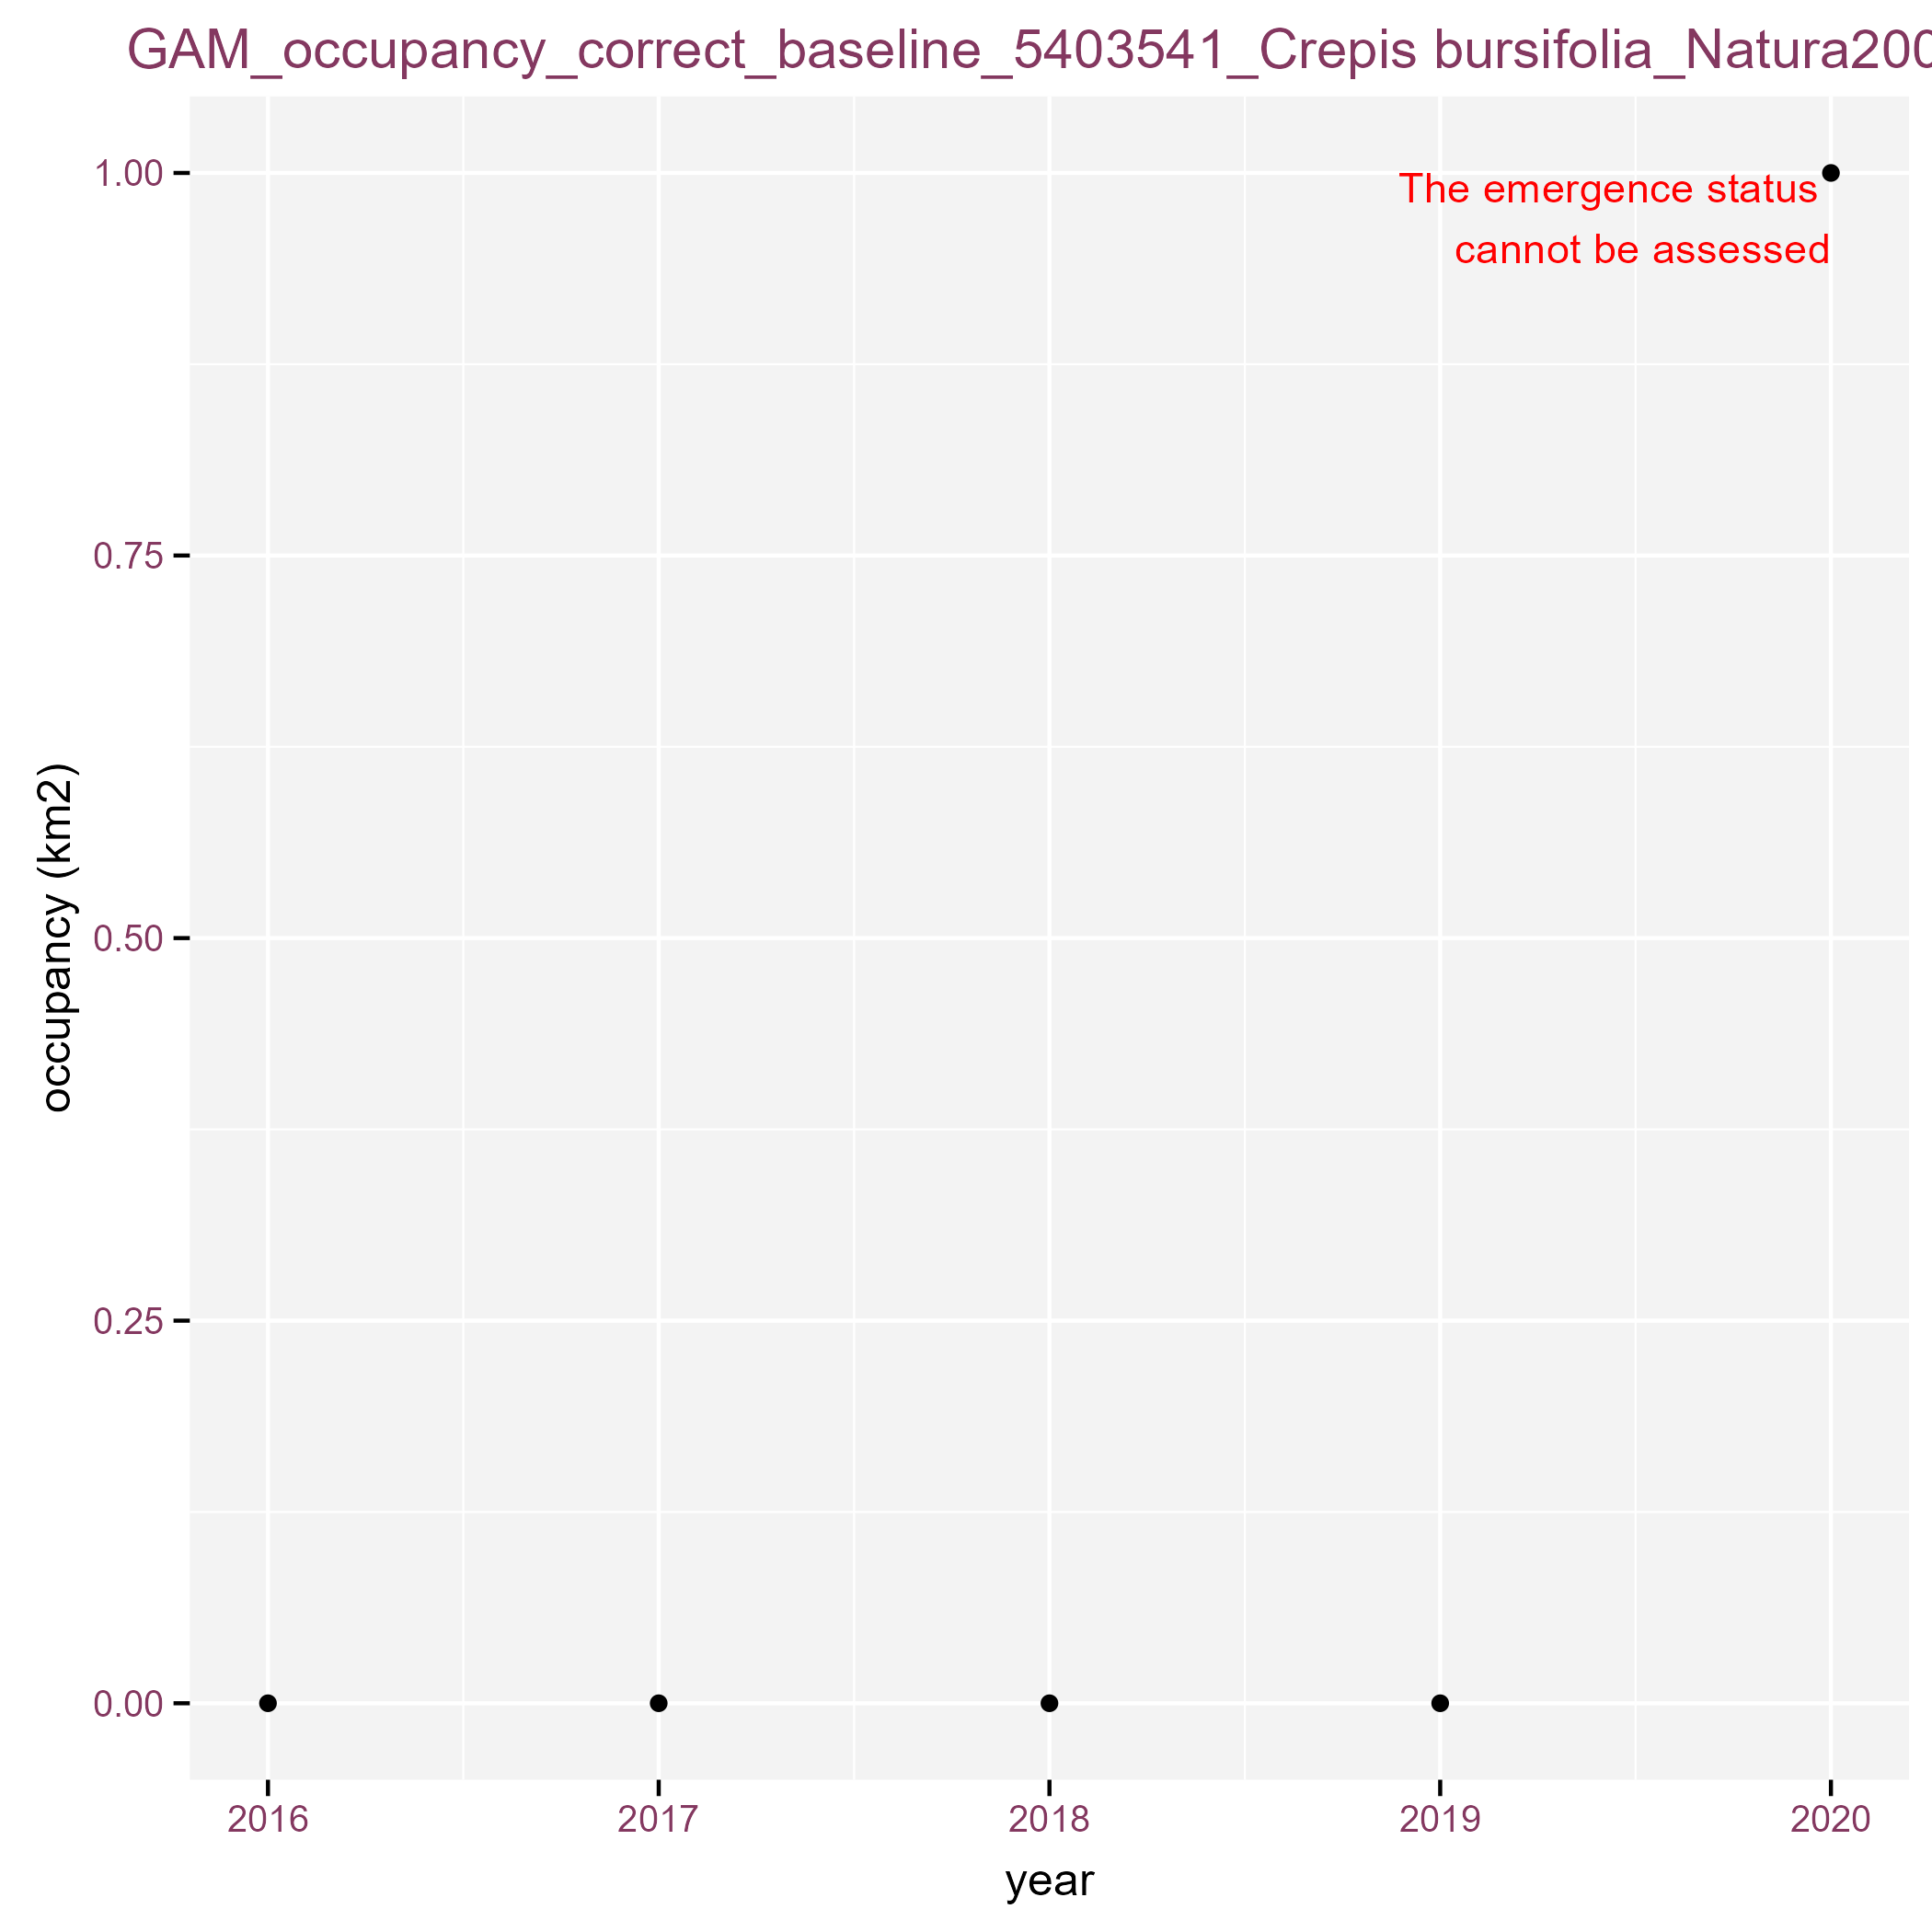 GAM_occupancy_correct_baseline_5403541_Crepis bursifolia_Natura200
1.00
The emergence status
cannot be assessed
0.75
0.50
0.25
0.00
occupancy (km2)
2016 2017 2018 2019 2020
year